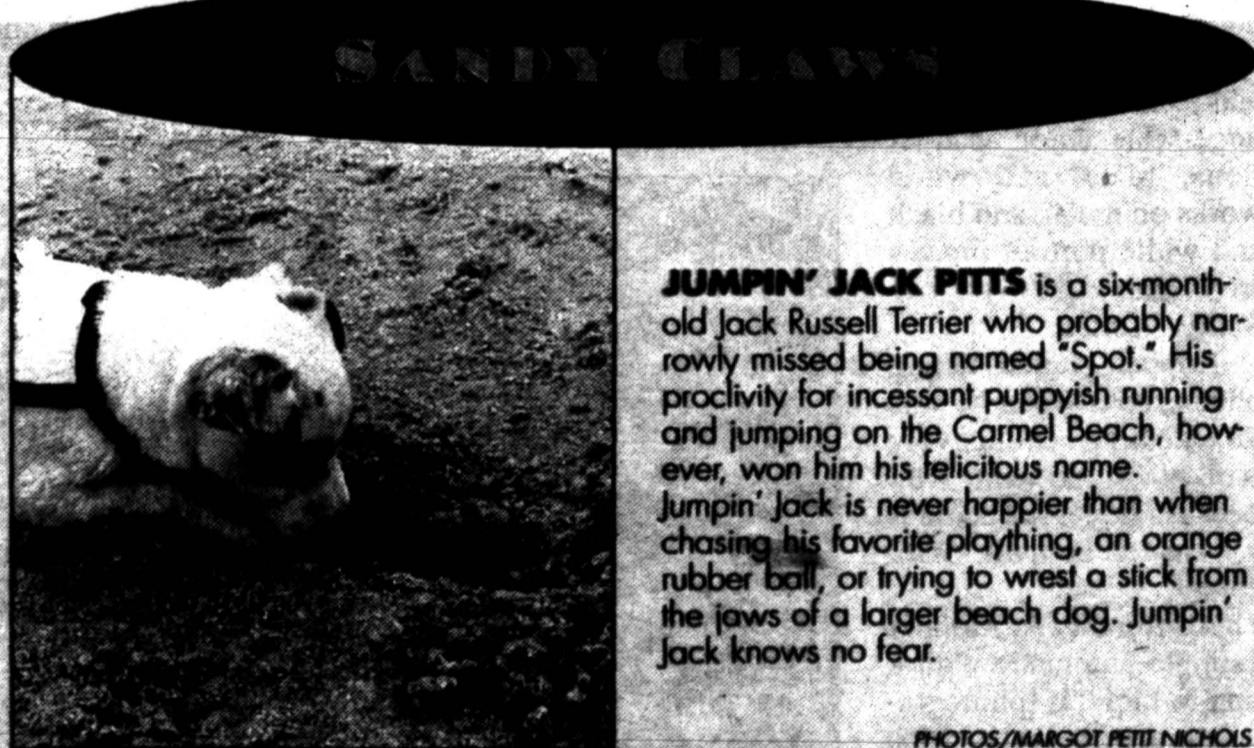 SANDY CLAWS
JUMPIN' JACK PITTS is a six-month-
old Jack Russell Terrier who probably nar-
rowly missed being named "Spot." His
proclivity for incessant puppyish running
and jumping on the Carmel Beach, how-
ever, won him his felicitous name.
Jumpin' Jack is never happier than when
chasing his favorite plaything, an orange
rubber ball, or trying to wrest a stick from
the jaws of a larger beach dog. Jumpin'
Jack knows no fear.
PHOTOS/MARGOT PETIT NICHOLS